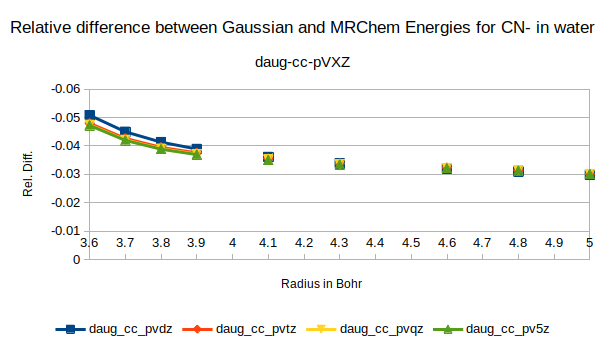 Relative difference between Gaussian and MRChem Energies for CN- in water
daug-cc-pVXZ
Rel. Diff.
-0.06
-0.05
-0.04
-0.03
-0.02
-0.01
0
3.6 3.7 3.8 3.9 4 4.1 4.2 4.3 4.4 4.5 4.6 4.7 4.8 4.9 5
Radius in Bohr
daug_cc_pvdz daug_cc_pvtz daug_cc_pvqz daug_cc_pv5z